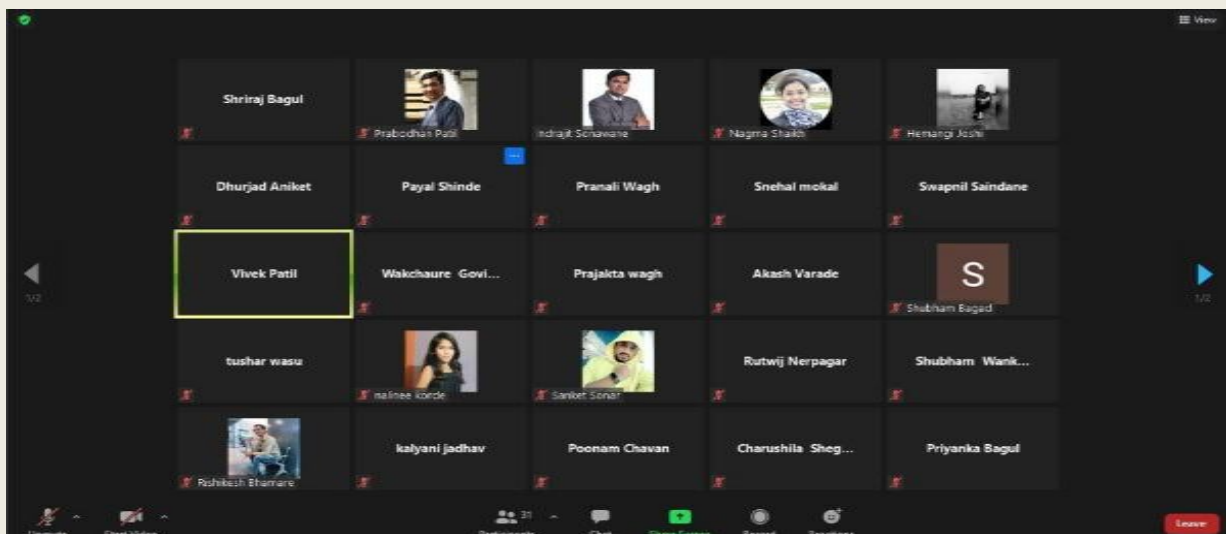 View
Shriraj Bagul
Prabodhan Patil
Indrajit Sonawane
Nagma Shaikh
Hemangi Joshi
Dhurjad Aniket
Payal Shinde
Pranali Wagh
Snehal mokal
Swapnil Saindane
Vivek Patil
Wakchaure Govi...
Prajakta wagh
Akash Varade
S
Shubham Bagad
1/2
1/2
tushar wasu
nalinee korde
Sanket Sonar
Rutwij Nerpagar
Shubham Wank...
Rishikesh Bhamare
kalyani jadhav
Poonam Chavan
Charushila Sheg...
Priyanka Bagul
31
Leave